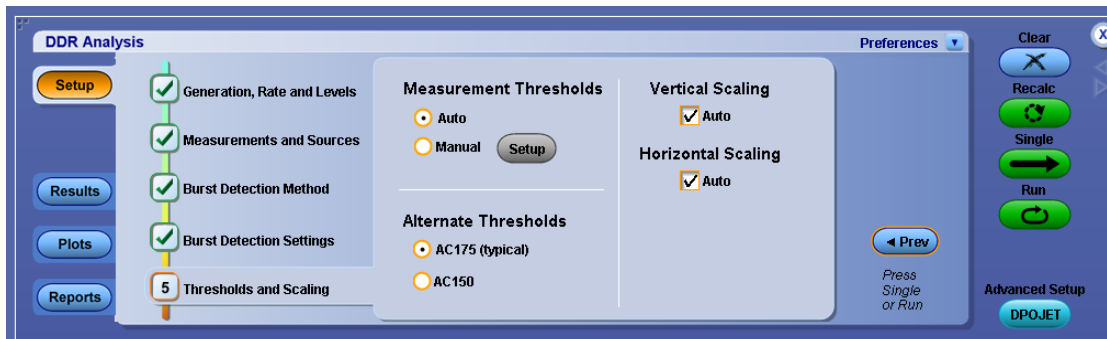 DDR Analysis
Preferences
Setup
Results
Plots
Reports
Generation, Rate and Levels
Measurements and Sources
Burst Detection Method
Burst Detection Settings
5 Thresholds and Scaling
Measurement Thresholds
Auto
Manual Setup
Alternate Thresholds
AC175 (typical)
AC150
Vertical Scaling
Auto
Horizontal Scaling
Auto
Prev
Press
Single
or Run
Clear
X
Recalc
Single
Run
Advanced Setup
DPOJET